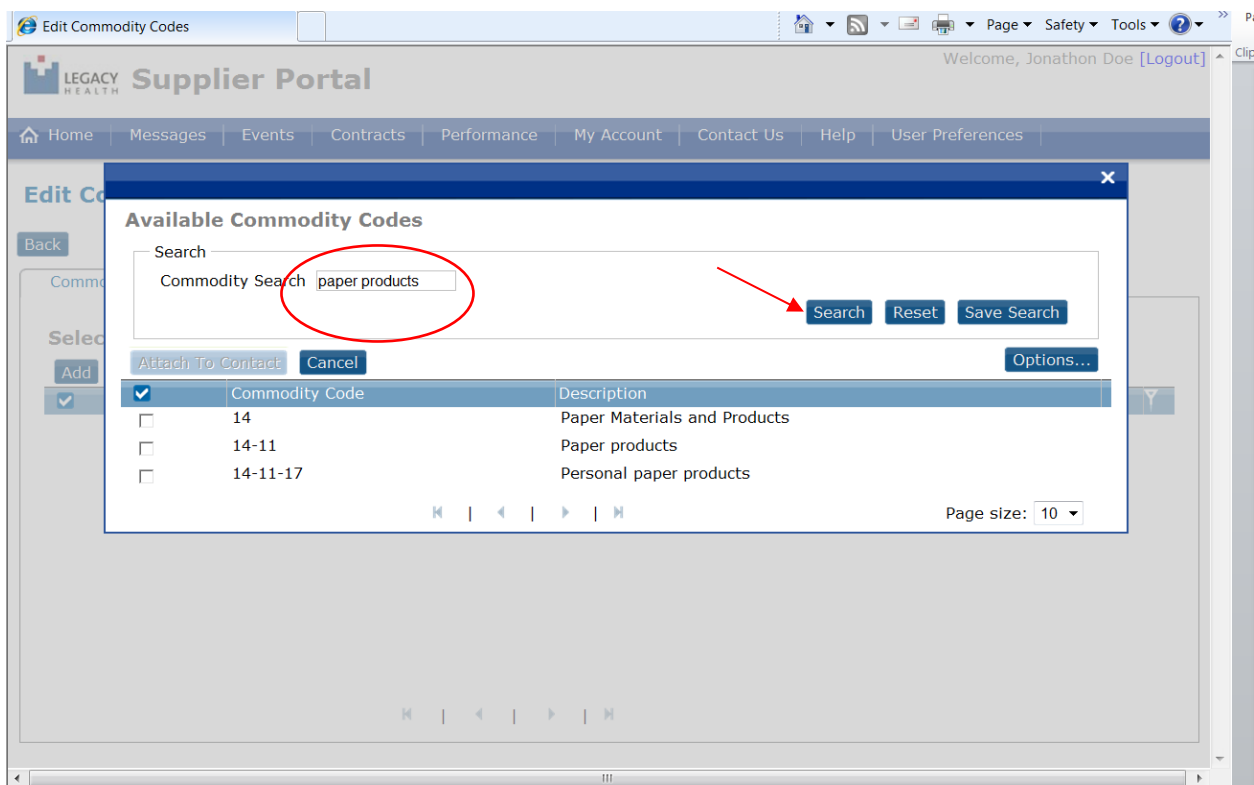 Edit Commodity Codes
Page Safety Tools
LEGACY HEALTH Supplier Portal
Welcome, Jonathon Doe [Logout]
Clip
Home Messages Events Contracts Performance My Account Contact Us Help User Preferences
Edit Co
Back
Commo
Selec
Add
Available Commodity Codes
Search
Commodity Search paper products
Search Reset Save Search
Attach To Contact Cancel Options...
Commodity Code Description
14 Paper Materials and Products
14-11 Paper products
14-11-17 Personal paper products
| | | Page size: 10
| | |